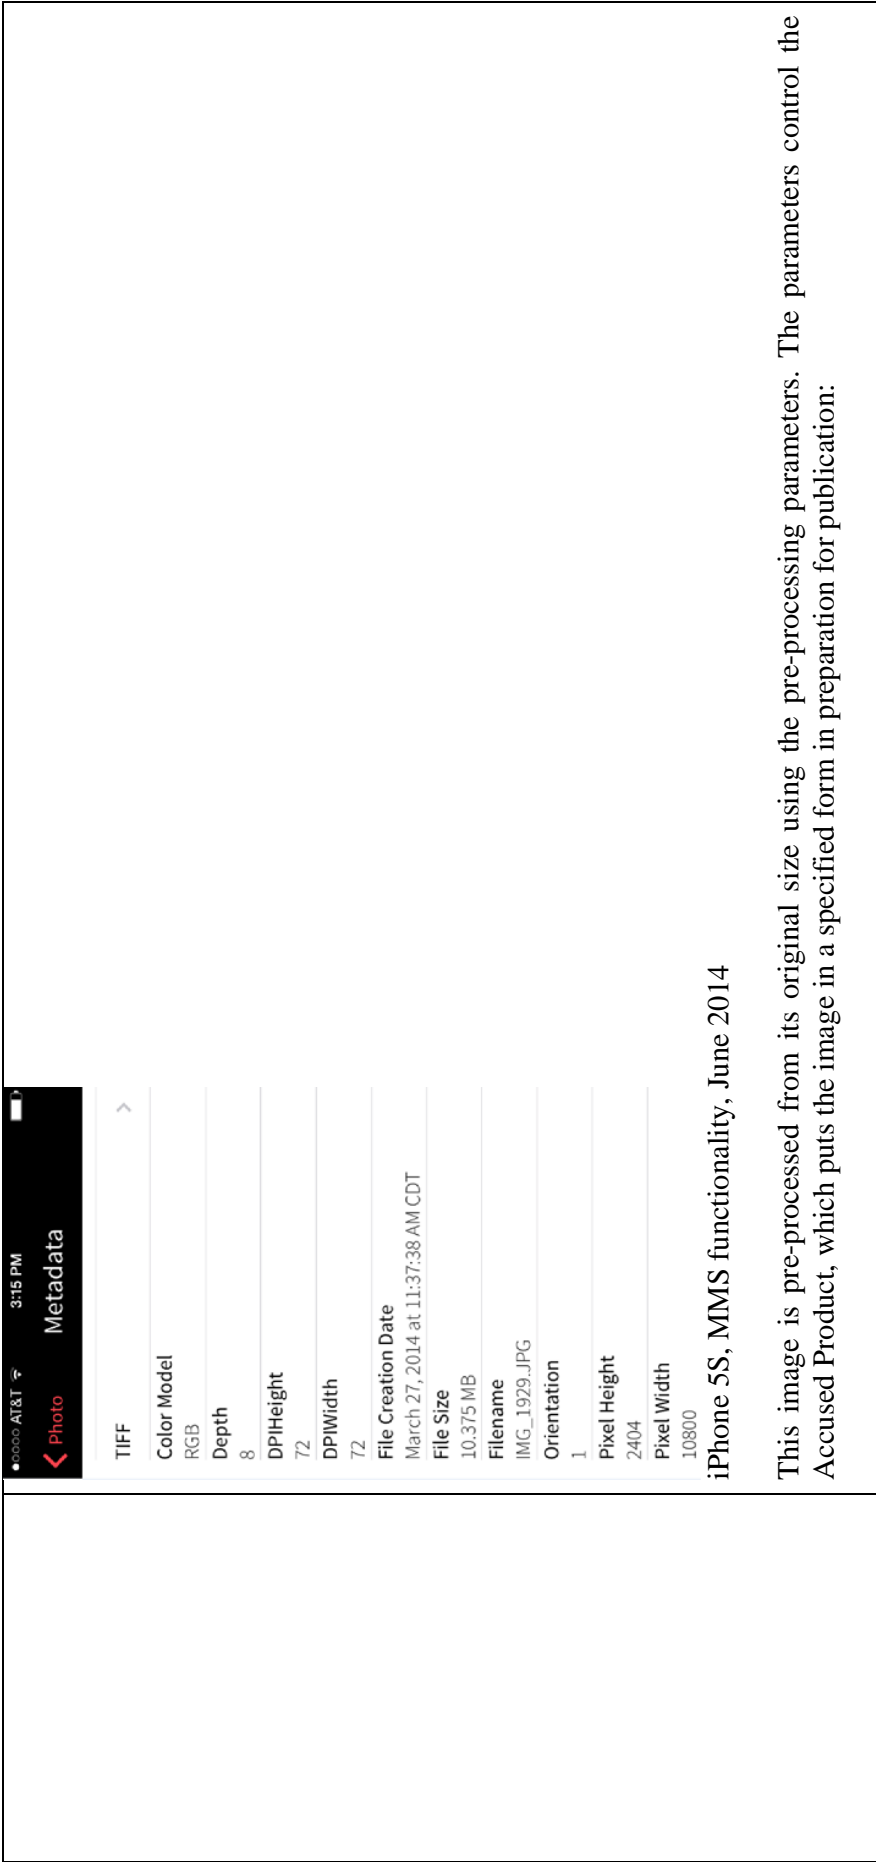 ●○○○○ AT&T 3:15 PM
Photo Metadata
TIFF
Color Model
RGB
Depth
8
DPIHeight
72
DPIWidth
72
File Creation Date
March 27, 2014 at 11:37:38 AM CDT
File Size
10.375 MB
Filename
IMG_1929.JPG
Orientation
1
Pixel Height
2404
Pixel Width
10800
iPhone 5S, MMS functionality, June 2014
This image is pre-processed from its original size using the pre-processing parameters. The parameters control the
Accused Product, which puts the image in a specified form in preparation for publication: